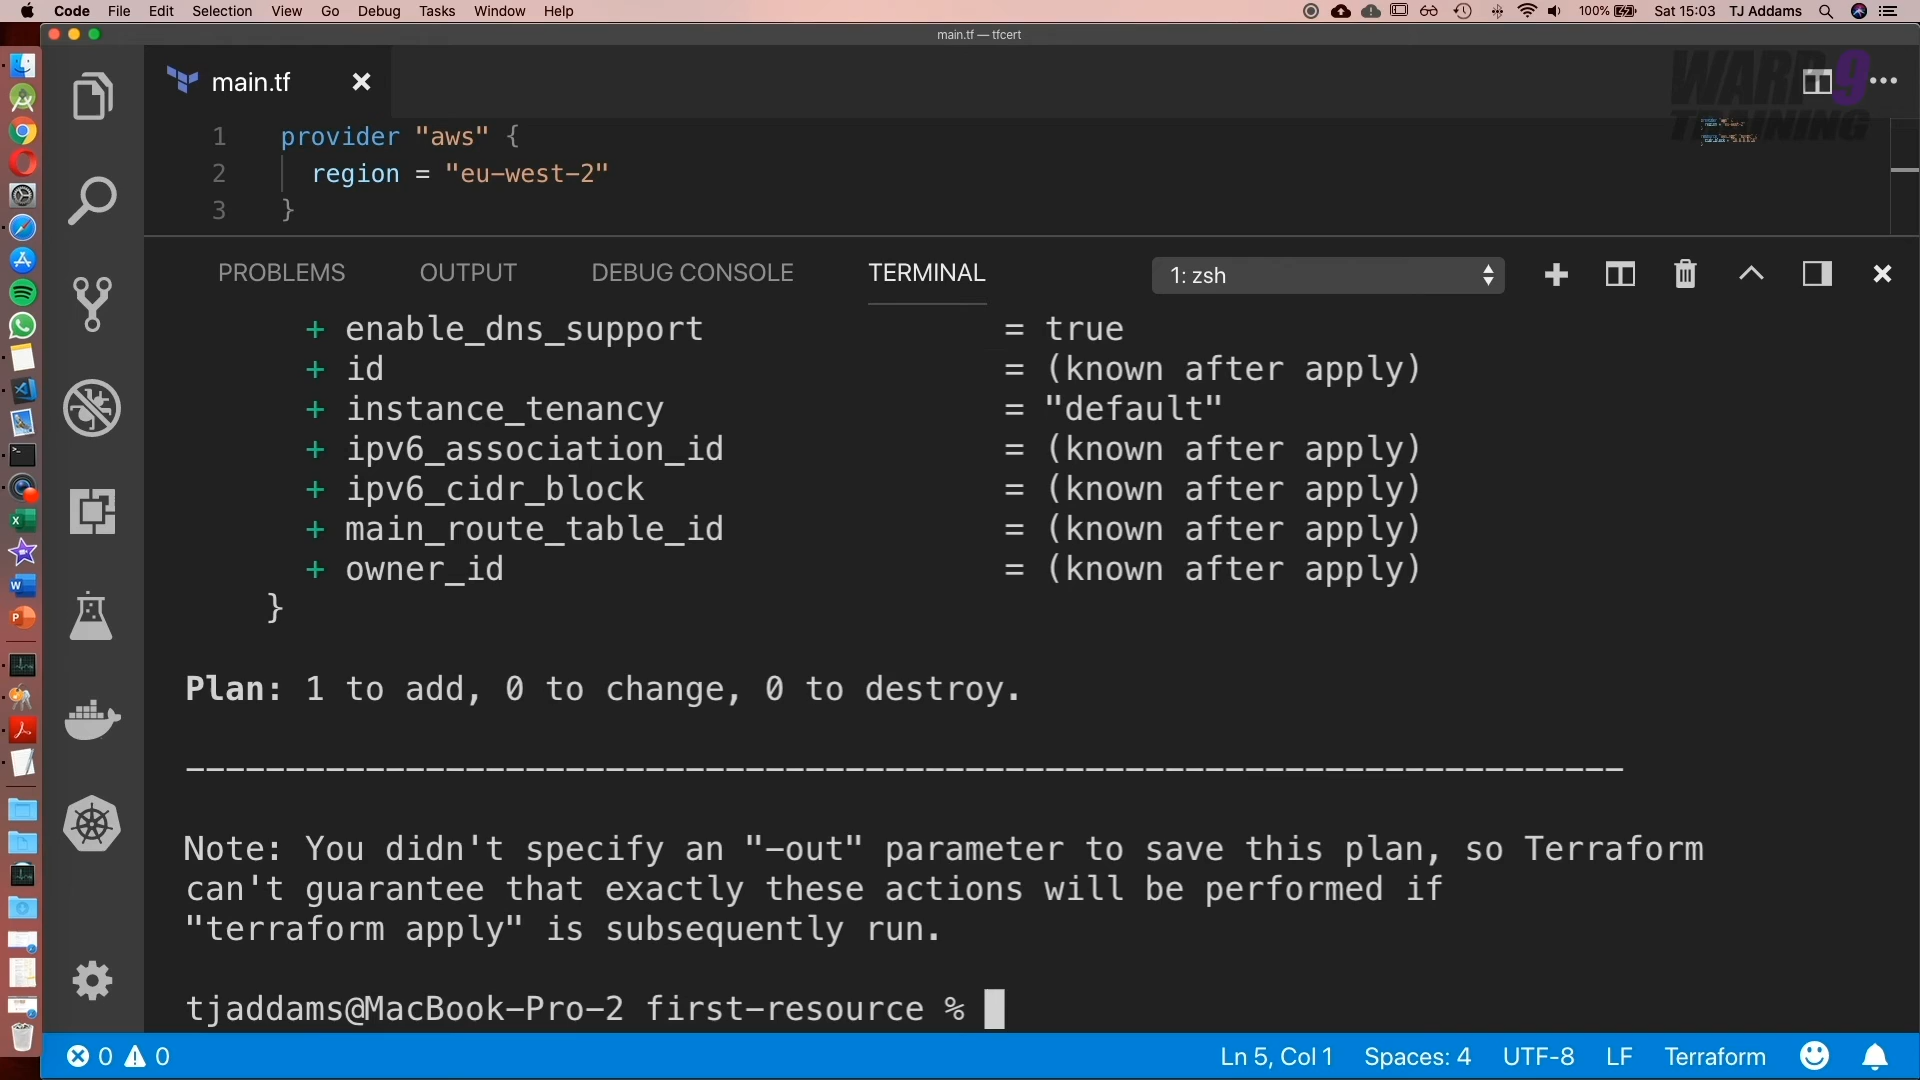 Code File Edit Selection View Go Debug Tasks Window Help 100% Sat 15:03 TJ Addams
main.tf — tfcert
main.tf
WARP 9
TRAINING
1 provider "aws" {
2 region = "eu-west-2"
3 }
PROBLEMS OUTPUT DEBUG CONSOLE TERMINAL 1: zsh
+ enable_dns_support = true
+ id = (known after apply)
+ instance_tenancy = "default"
+ ipv6_association_id = (known after apply)
+ ipv6_cidr_block = (known after apply)
+ main_route_table_id = (known after apply)
+ owner_id = (known after apply)
}
Plan: 1 to add, 0 to change, 0 to destroy.
------------------------------------------------------------------------
Note: You didn't specify an "-out" parameter to save this plan, so Terraform
can't guarantee that exactly these actions will be performed if
"terraform apply" is subsequently run.
tjaddams@MacBook-Pro-2 first-resource %
0 0 Ln 5, Col 1 Spaces: 4 UTF-8 LF Terraform